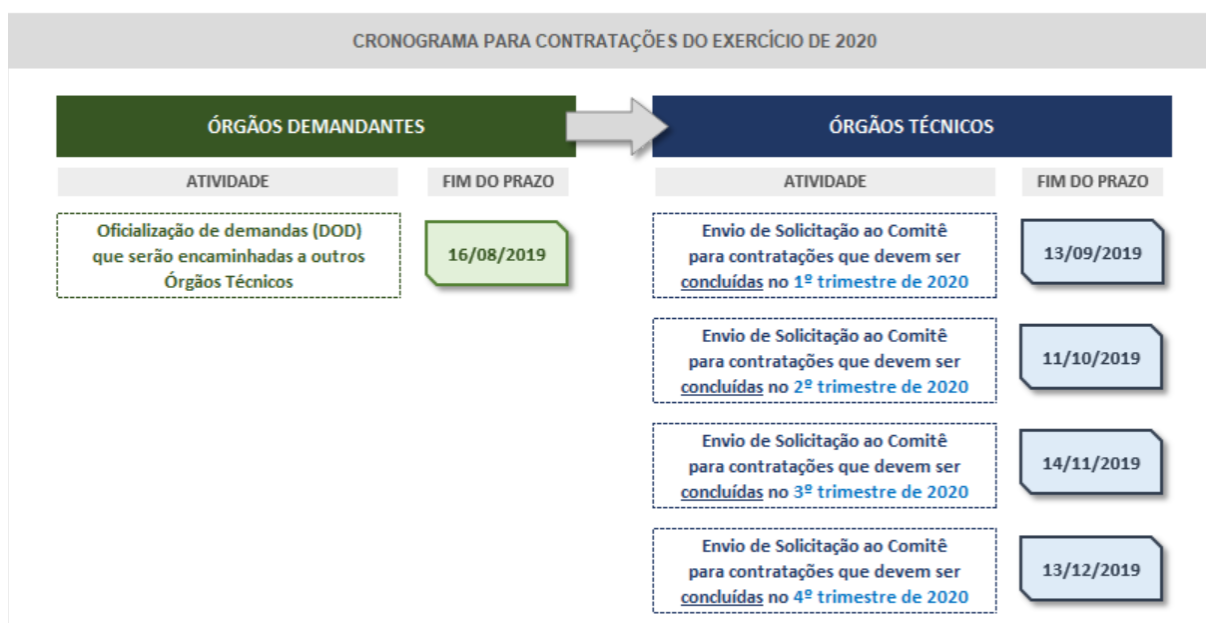 CRONOGRAMA PARA CONTRATAÇÕES DO EXERCÍCIO DE 2020
ÓRGÃOS DEMANDANTES
ATIVIDADE
FIM DO PRAZO
Oficialização de demandas (DOD)
que serão encaminhadas a outros
Órgãos Técnicos
16/08/2019
ÓRGÃOS TÉCNICOS
ATIVIDADE
FIM DO PRAZO
Envio de Solicitação ao Comitê
para contratações que devem ser
concluídas no 1º trimestre de 2020
13/09/2019
Envio de Solicitação ao Comitê
para contratações que devem ser
concluídas no 2º trimestre de 2020
11/10/2019
Envio de Solicitação ao Comitê
para contratações que devem ser
concluídas no 3º trimestre de 2020
14/11/2019
Envio de Solicitação ao Comitê
para contratações que devem ser
concluídas no 4º trimestre de 2020
13/12/2019